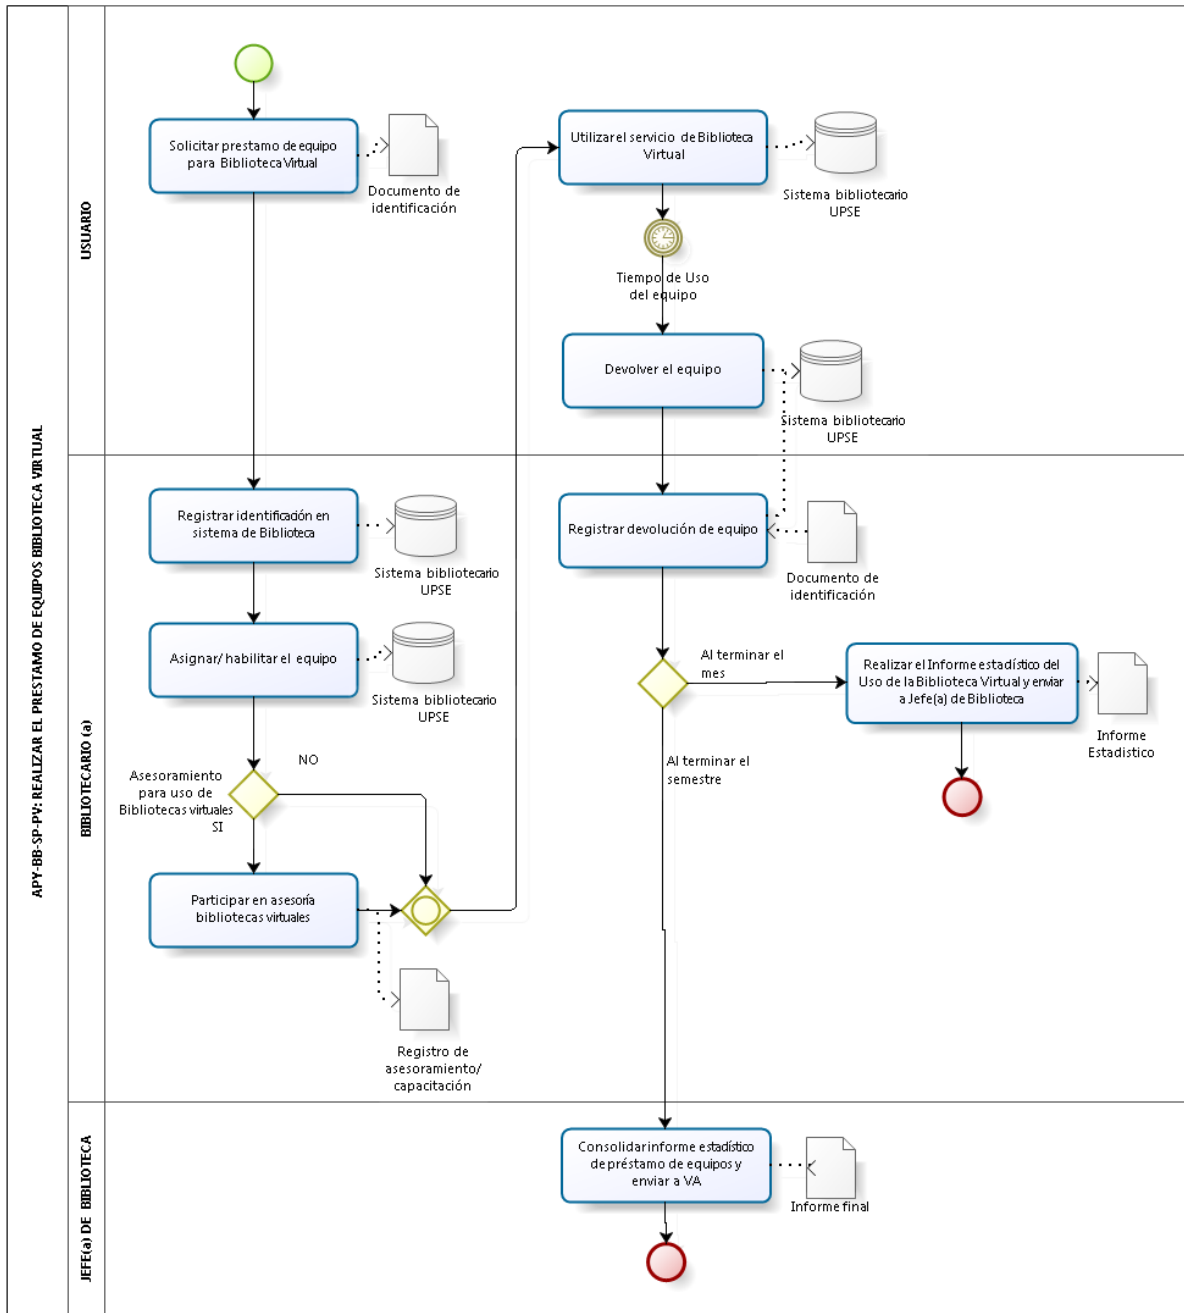 APY-BB-SP-PV: REALIZAR EL PRESTAMO DE EQUIPOS BIBLIOTECA VIRTUAL
USUARIO
Solicitar prestamo de equipo
para Biblioteca Virtual
Documento de
identificación
Utilizar el servicio de Biblioteca
Virtual
Sistema bibliotecario
UPSE
Tiempo de Uso
del equipo
Devolver el equipo
Sistema bibliotecario
UPSE
BIBLIOTECARIO (a)
Registrar identificación en
sistema de Biblioteca
Sistema bibliotecario
UPSE
Asignar/ habilitar el equipo
Sistema bibliotecario
UPSE
Asesoramiento
para uso de
Bibliotecas virtuales
SI
NO
Participar en asesoría
bibliotecas virtuales
Registro de
asesoramiento/
capacitación
Registrar devolución de equipo
Documento de
identificación
Al terminar el
mes
Al terminar el
semestre
Realizar el Informe estadístico del
Uso de la Biblioteca Virtual y enviar
a Jefe(a) de Biblioteca
Informe
Estadistico
JEFE(a) DE BIBLIOTECA
Consolidar informe estadístico
de préstamo de equipos y
enviar a VA
Informe final